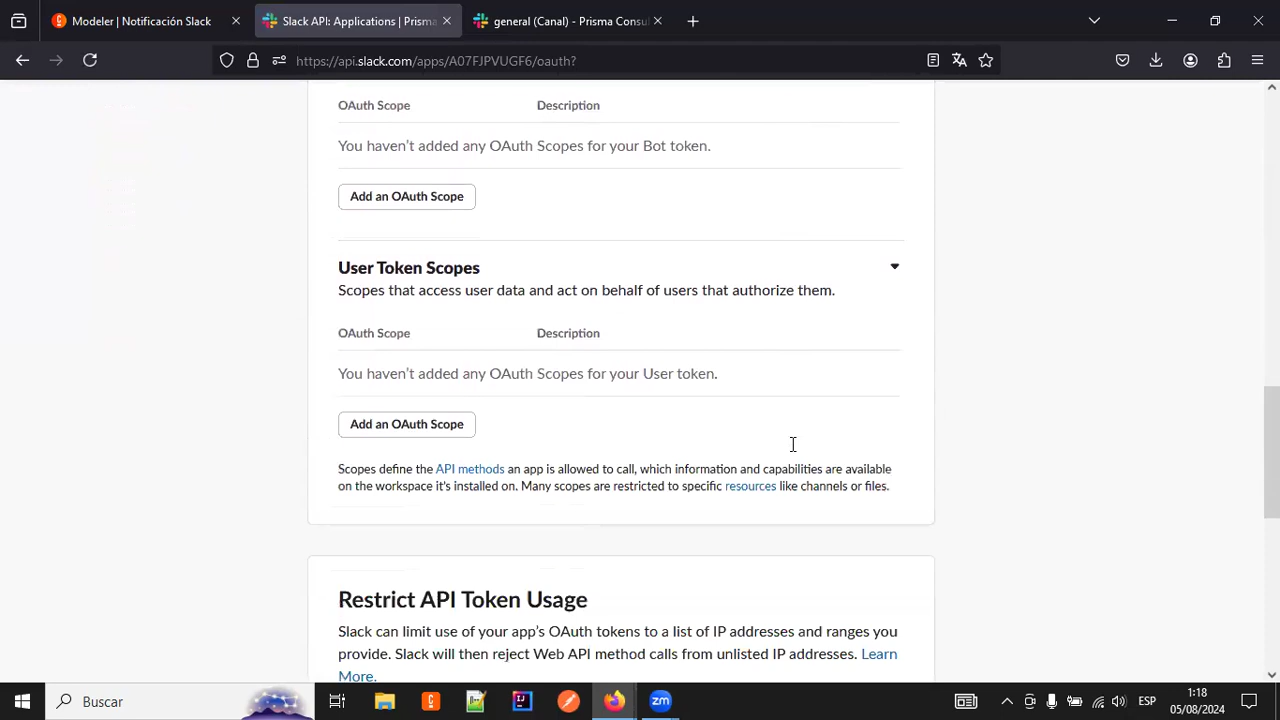 Modeler | Notificación Slack
Slack API: Applications | Prisma
general (Canal) - Prisma Consul
https://api.slack.com/apps/A07FJPVUGF6/oauth?
OAuth Scope Description
You haven't added any OAuth Scopes for your Bot token.
Add an OAuth Scope
User Token Scopes
Scopes that access user data and act on behalf of users that authorize them.
OAuth Scope Description
You haven't added any OAuth Scopes for your User token.
Add an OAuth Scope
Scopes define the API methods an app is allowed to call, which information and capabilities are available
on the workspace it's installed on. Many scopes are restricted to specific resources like channels or files.
Restrict API Token Usage
Slack can limit use of your app's OAuth tokens to a list of IP addresses and ranges you
provide. Slack will then reject Web API method calls from unlisted IP addresses. Learn
More.
Buscar
zm
ESP
1:18
05/08/2024